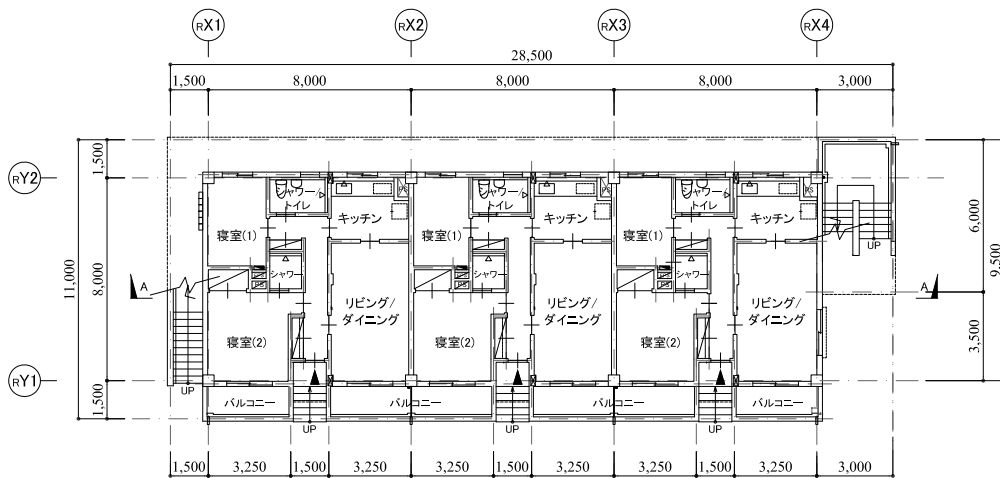 RX1 RX2 RX3 RX4
28,500
1,500 8,000 8,000 8,000 3,000
RY2
RY1
11,000
1,500
8,000
1,500
6,000
3,500
9,500
シャワー/トイレ シャワー/トイレ シャワー/トイレ
PS PS PS
キッチン キッチン キッチン
寝室(1) 寝室(1) 寝室(1)
UP
シャワー シャワー シャワー
PS PS PS
A A
リビング/ リビング/ リビング/
ダイニング ダイニング ダイニング
寝室(2) 寝室(2) 寝室(2)
UP
バルコニー バルコニー バルコニー バルコニー
UP UP UP
1,500 3,250 1,500 3,250 3,250 1,500 3,250 3,250 1,500 3,250 3,000